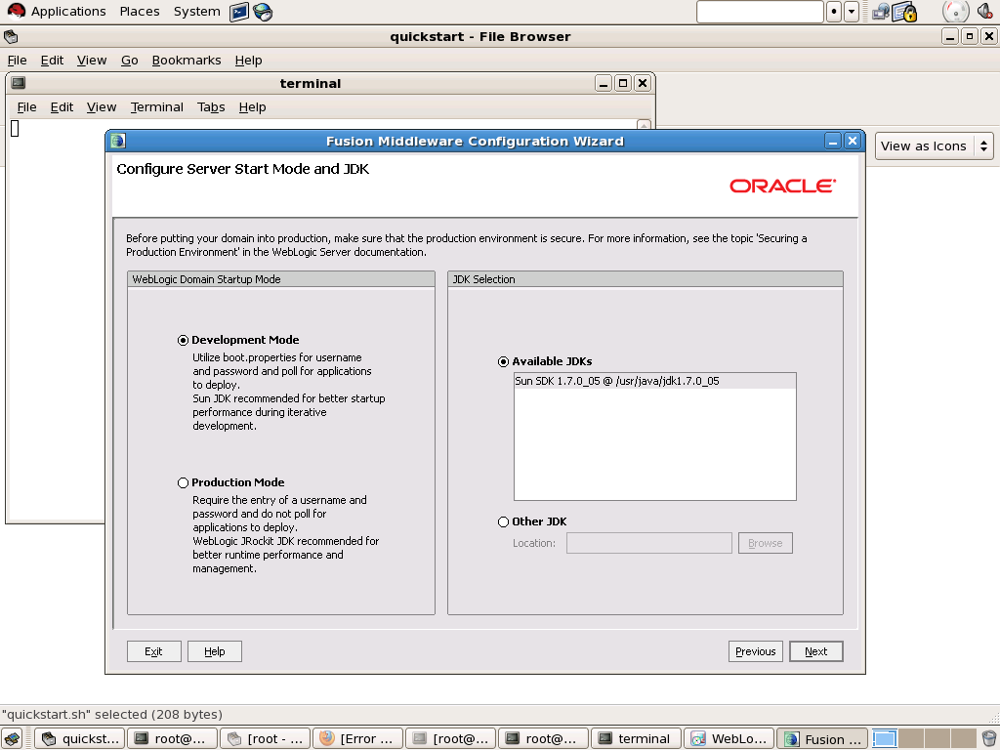 Applications Places System
quickstart - File Browser
File Edit View Go Bookmarks Help
terminal
File Edit View Terminal Tabs Help
View as Icons
Fusion Middleware Configuration Wizard
Configure Server Start Mode and JDK
ORACLE
Before putting your domain into production, make sure that the production environment is secure. For more information, see the topic 'Securing a
Production Environment' in the WebLogic Server documentation.
WebLogic Domain Startup Mode
Development Mode
Utilize boot.properties for username
and password and poll for applications
to deploy.
Sun JDK recommended for better startup
performance during iterative
development.
Production Mode
Require the entry of a username and
password and do not poll for
applications to deploy.
WebLogic JRockit JDK recommended for
better runtime performance and
management.
JDK Selection
Available JDKs
Sun SDK 1.7.0_05 @ /usr/java/jdk1.7.0_05
Other JDK
Location: Browse
Exit Help Previous Next
"quickstart.sh" selected (208 bytes)
quickst... root@... [root - ... [Error ... [root@... root@... terminal WebLo... Fusion ...